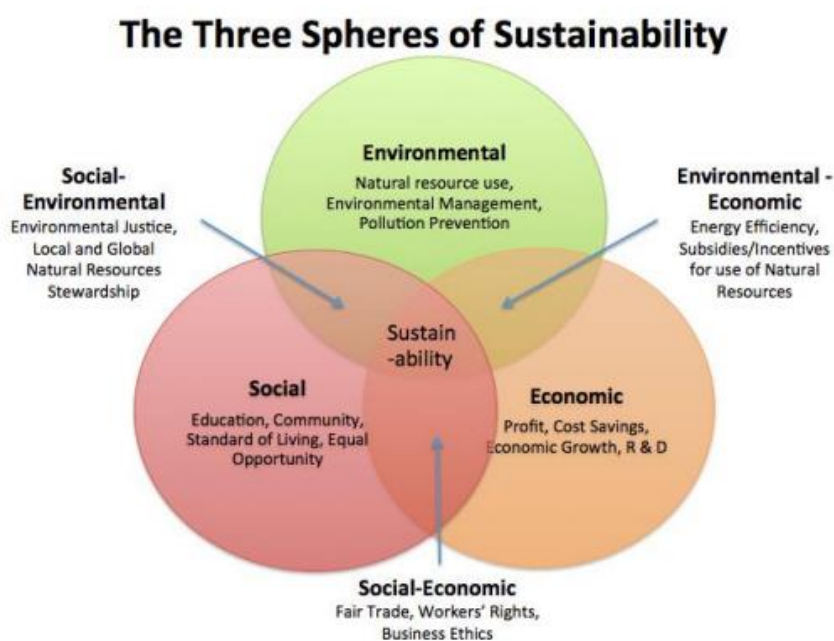 The Three Spheres of Sustainability
Environmental
Natural resource use,
Environmental Management,
Pollution Prevention
Social-
Environmental
Environmental Justice,
Local and Global
Natural Resources
Stewardship
Environmental -
Economic
Energy Efficiency,
Subsidies/Incentives
for use of Natural
Resources
Sustain
-ability
Social
Education, Community,
Standard of Living, Equal
Opportunity
Economic
Profit, Cost Savings,
Economic Growth, R & D
Social-Economic
Fair Trade, Workers' Rights,
Business Ethics